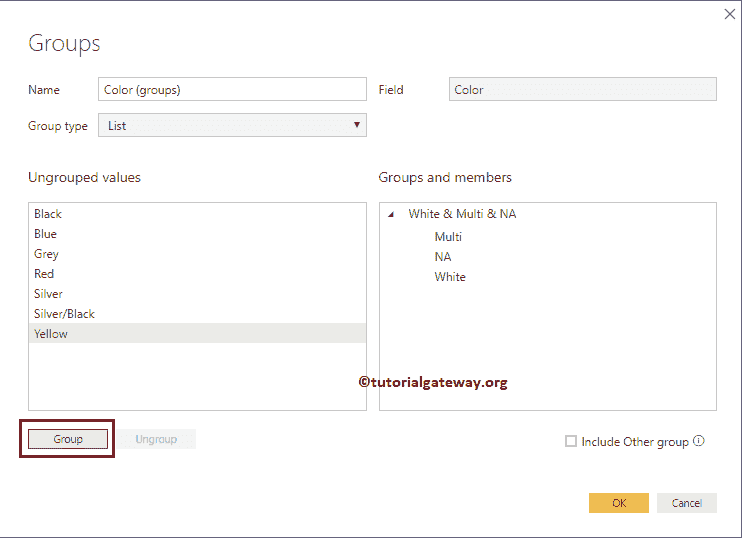 Groups
Name Color (groups) Field Color
Group type List
Ungrouped values
Black
Blue
Grey
Red
Silver
Silver/Black
Yellow
Groups and members
White & Multi & NA
Multi
NA
White
©tutorialgateway.org
Group Ungroup
Include Other group
OK Cancel